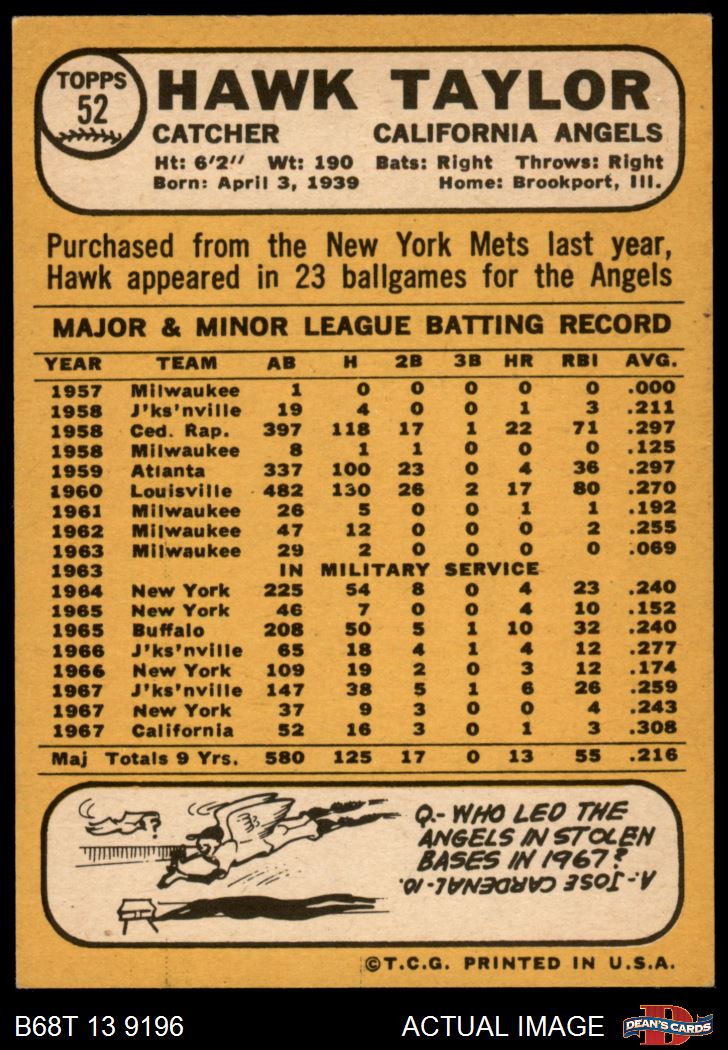 TOPPS
52
HAWK TAYLOR
CATCHER CALIFORNIA ANGELS
Ht: 6'2" Wt: 190 Bats: Right Throws: Right
Born: April 3, 1939 Home: Brookport, Ill.
Purchased from the New York Mets last year,
Hawk appeared in 23 ballgames for the Angels
MAJOR & MINOR LEAGUE BATTING RECORD
YEAR TEAM AB H 2B 3B HR RBI AVG.
1957 Milwaukee 1 0 0 0 0 0 .000
1958 J'ks'nville 19 4 0 0 1 3 .211
1958 Ced. Rap. 397 118 17 1 22 71 .297
1958 Milwaukee 8 1 1 0 0 0 .125
1959 Atlanta 337 100 23 0 4 36 .297
1960 Louisville 482 130 26 2 17 80 .270
1961 Milwaukee 26 5 0 0 1 1 .192
1962 Milwaukee 47 12 0 0 0 2 .255
1963 Milwaukee 29 2 0 0 0 0 .069
1963 IN MILITARY SERVICE
1964 New York 225 54 8 0 4 23 .240
1965 New York 46 7 0 0 4 10 .152
1965 Buffalo 208 50 5 1 10 32 .240
1966 J'ks'nville 65 18 4 1 4 12 .277
1966 New York 109 19 2 0 3 12 .174
1967 J'ks'nville 147 38 5 1 6 26 .259
1967 New York 37 9 3 0 0 4 .243
1967 California 52 16 3 0 1 3 .308
Maj Totals 9 Yrs. 580 125 17 0 13 55 .216
?
Q.- WHO LED THE
ANGELS IN STOLEN
BASES IN 1967?
A.- JOSE CARDENAL-10.
©T.C.G. PRINTED IN U.S.A.
B68T 13 9196 ACTUAL IMAGE
D
DEAN'S CARDS